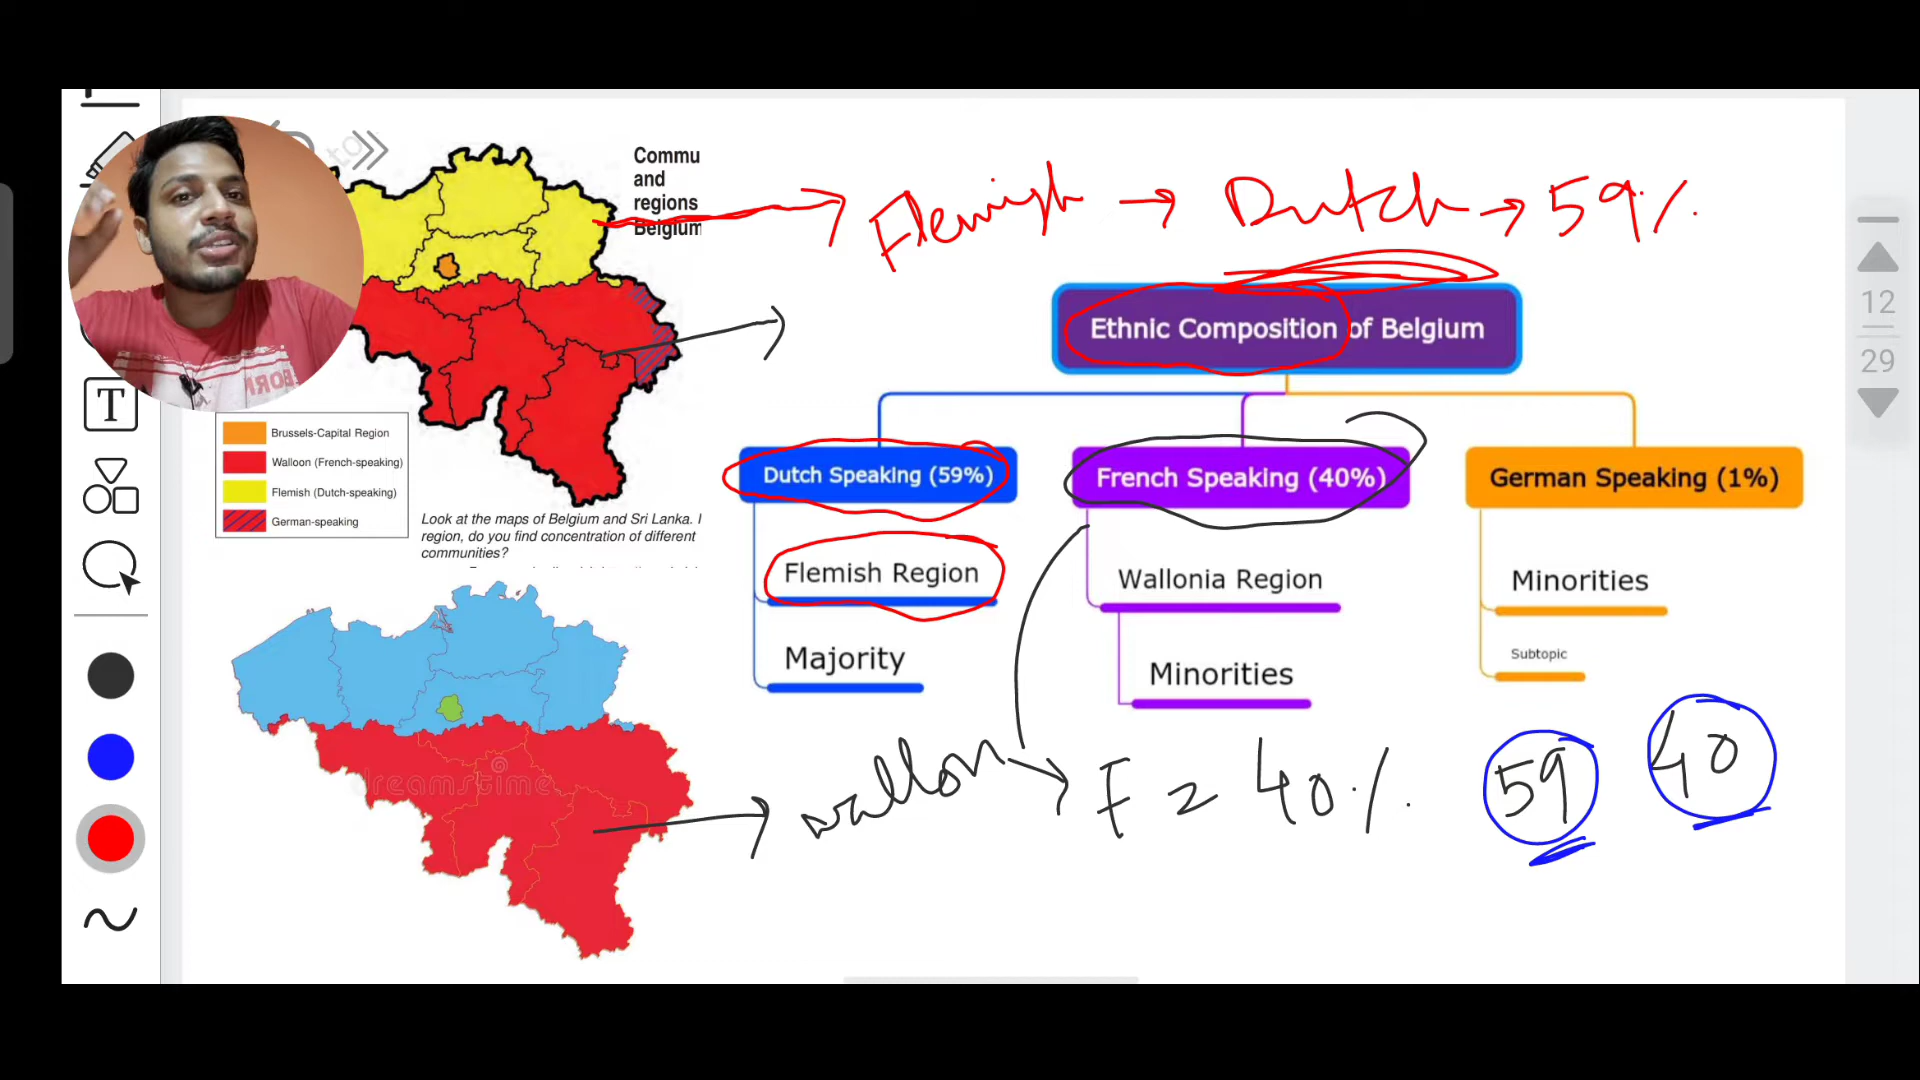 Commu
and
regions
Belgium
Flemish → Dutch → 59%
Ethnic Composition of Belgium
Dutch Speaking (59%)
French Speaking (40%)
German Speaking (1%)
Flemish Region
Wallonia Region
Minorities
Majority
Minorities
Subtopic
Brussels-Capital Region
Walloon (French-speaking)
Flemish (Dutch-speaking)
German-speaking
Look at the maps of Belgium and Sri Lanka. I
region, do you find concentration of different
communities?
wallon → F = 40%
59
40
dreamstime
T
12
29